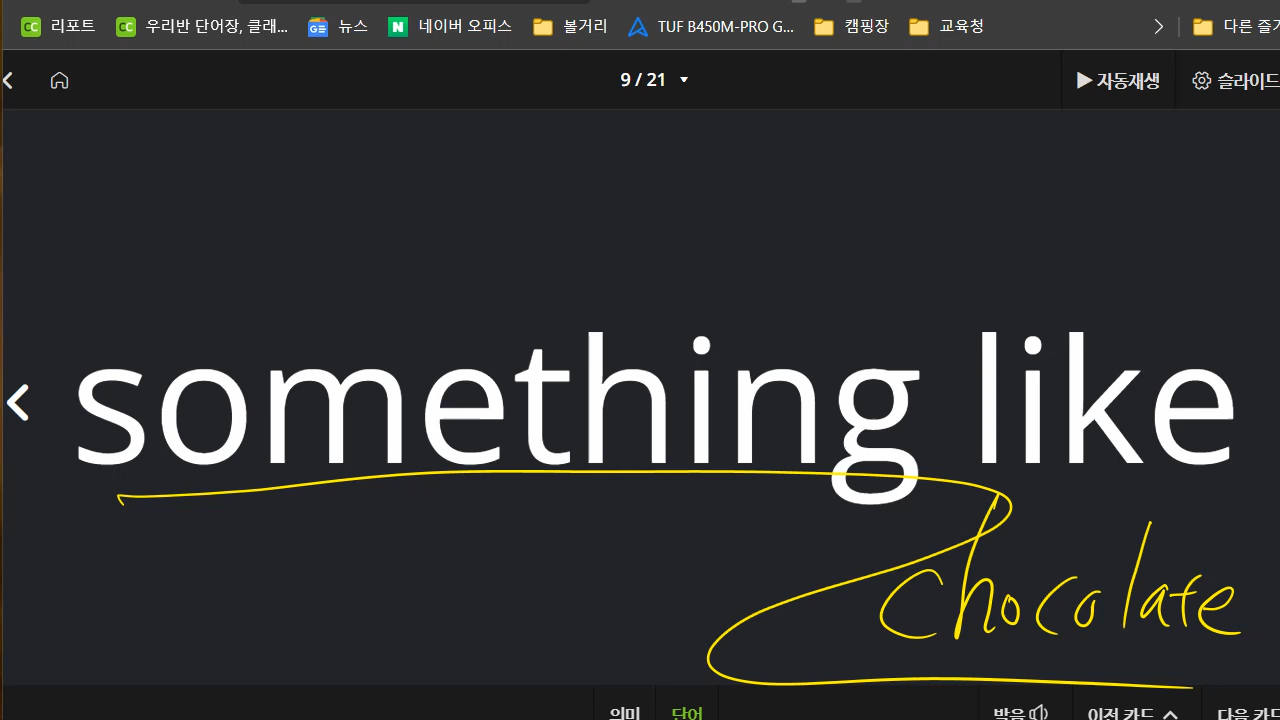 리포트 우리반 단어장, 클래... 뉴스 네이버 오피스 볼거리 TUF B450M-PRO G... 캠핑장 교육청 다른 즐
9 / 21 자동재생 슬라이드
something like
chocolate
의미 단어 발음 이전 카드 다음 카드